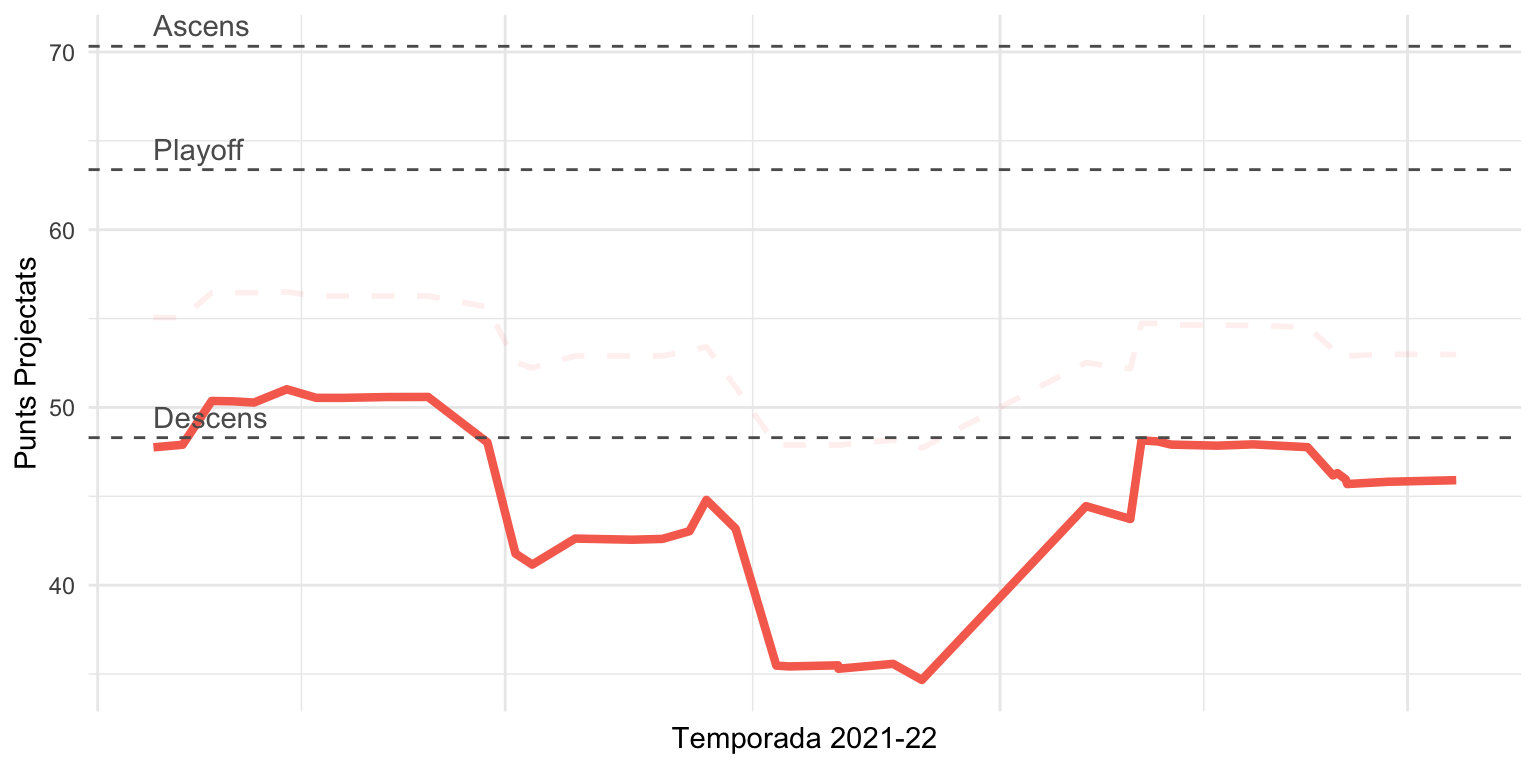 Ascens
70
Playoff
60
Punts Projectats
50
Descens
40
Temporada 2021-22